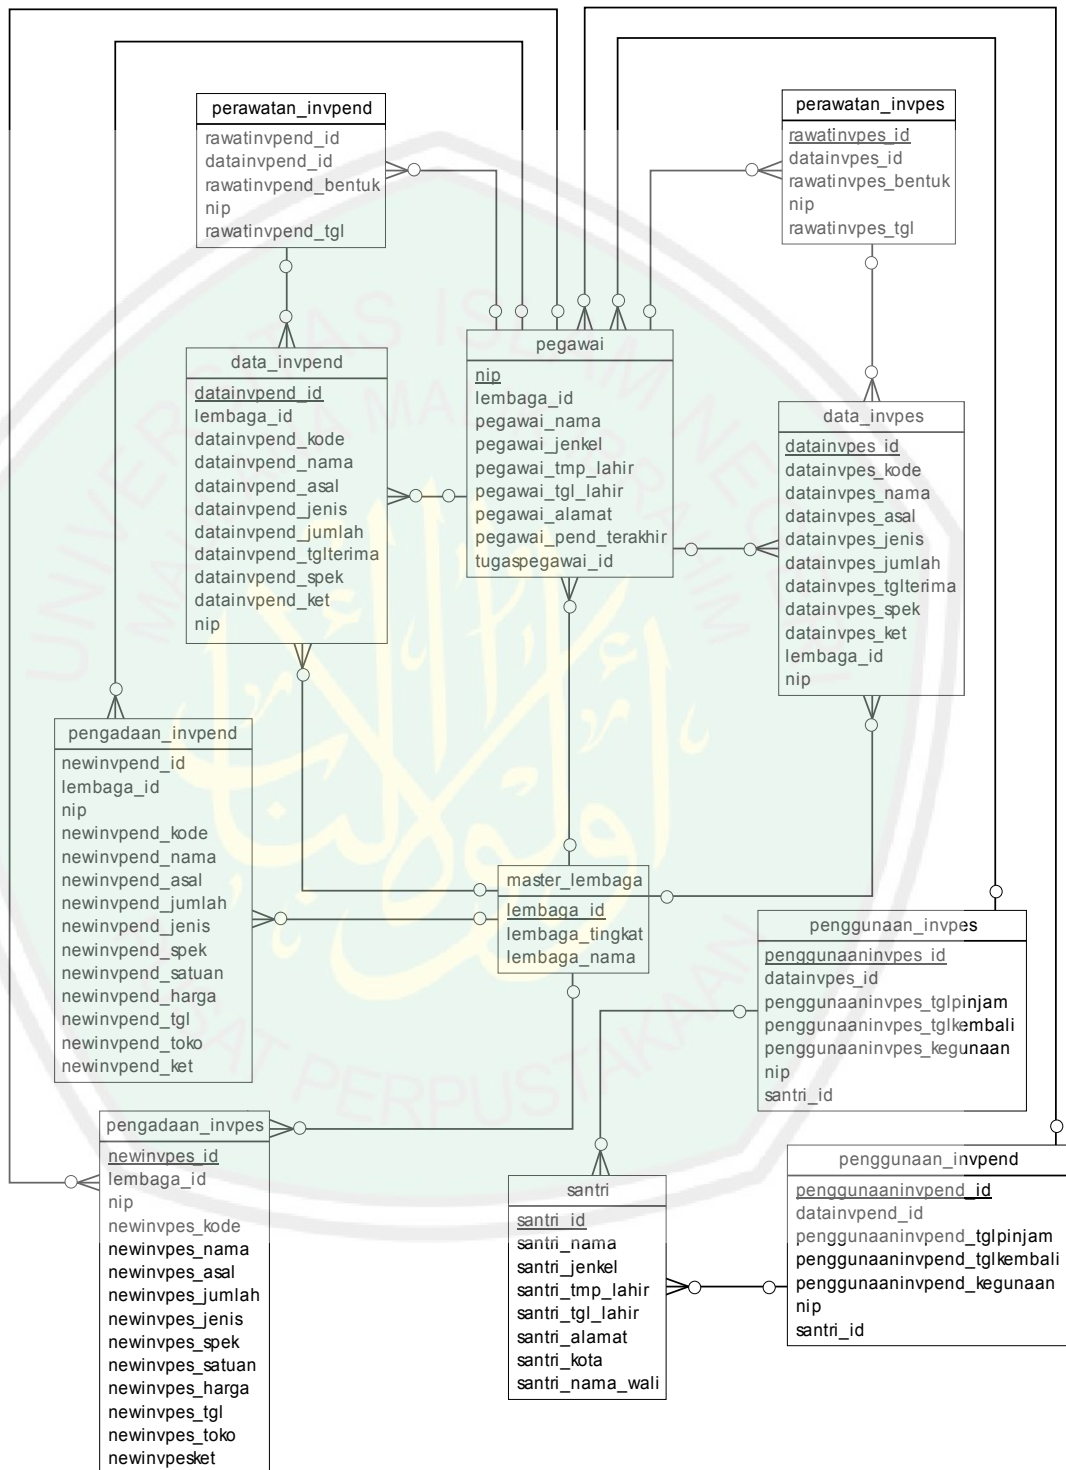 perawatan_invpend
rawatinvpend_id
datainvpend_id
rawatinvpend_bentuk
nip
rawatinvpend_tgl
perawatan_invpes
rawatinvpes_id
datainvpes_id
rawatinvpes_bentuk
nip
rawatinvpes_tgl
data_invpend
datainvpend_id
lembaga_id
datainvpend_kode
datainvpend_nama
datainvpend_asal
datainvpend_jenis
datainvpend_jumlah
datainvpend_tglterima
datainvpend_spek
datainvpend_ket
nip
pegawai
nip
lembaga_id
pegawai_nama
pegawai_jenkel
pegawai_tmp_lahir
pegawai_tgl_lahir
pegawai_alamat
pegawai_pend_terakhir
tugaspegawai_id
data_invpes
datainvpes_id
datainvpes_kode
datainvpes_nama
datainvpes_asal
datainvpes_jenis
datainvpes_jumlah
datainvpes_tglterima
datainvpes_spek
datainvpes_ket
lembaga_id
nip
pengadaan_invpend
newinvpend_id
lembaga_id
nip
newinvpend_kode
newinvpend_nama
newinvpend_asal
newinvpend_jumlah
newinvpend_jenis
newinvpend_spek
newinvpend_satuan
newinvpend_harga
newinvpend_tgl
newinvpend_toko
newinvpend_ket
master_lembaga
lembaga_id
lembaga_tingkat
lembaga_nama
penggunaan_invpes
penggunaaninvpes_id
datainvpes_id
penggunaaninvpes_tglpinjam
penggunaaninvpes_tglkembali
penggunaaninvpes_kegunaan
nip
santri_id
pengadaan_invpes
newinvpes_id
lembaga_id
nip
newinvpes_kode
newinvpes_nama
newinvpes_asal
newinvpes_jumlah
newinvpes_jenis
newinvpes_spek
newinvpes_satuan
newinvpes_harga
newinvpes_tgl
newinvpes_toko
newinvpesket
santri
santri_id
santri_nama
santri_jenkel
santri_tmp_lahir
santri_tgl_lahir
santri_alamat
santri_kota
santri_nama_wali
penggunaan_invpend
penggunaaninvpend_id
datainvpend_id
penggunaaninvpend_tglpinjam
penggunaaninvpend_tglkembali
penggunaaninvpend_kegunaan
nip
santri_id